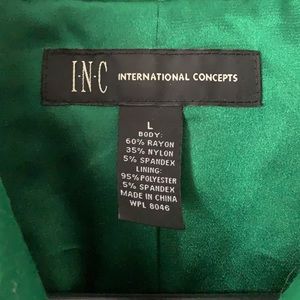 I·N·C INTERNATIONAL CONCEPTS
L
BODY:
60% RAYON
35% NYLON
5% SPANDEX
LINING:
95% POLYESTER
5% SPANDEX
MADE IN CHINA
WPL 8046